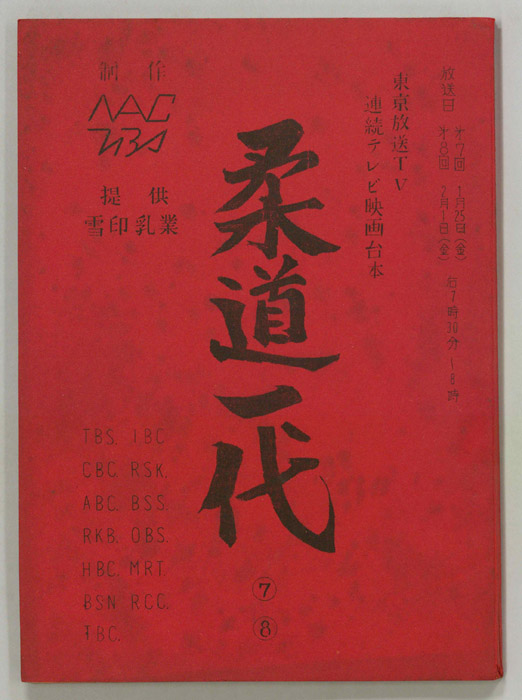 放送日 オ7回 1月25日(金) 后7時30分~8時
オ8回 2月1日(金)
東京放送TV
連続テレビ映画台本
柔道一代
⑦
⑧
制作
NAC
TBS
提供
雪印乳業
TBS. IBC
CBC. RSK.
ABC. BSS.
RKB. OBS.
HBC. MRT.
BSN RCC.
TBC.